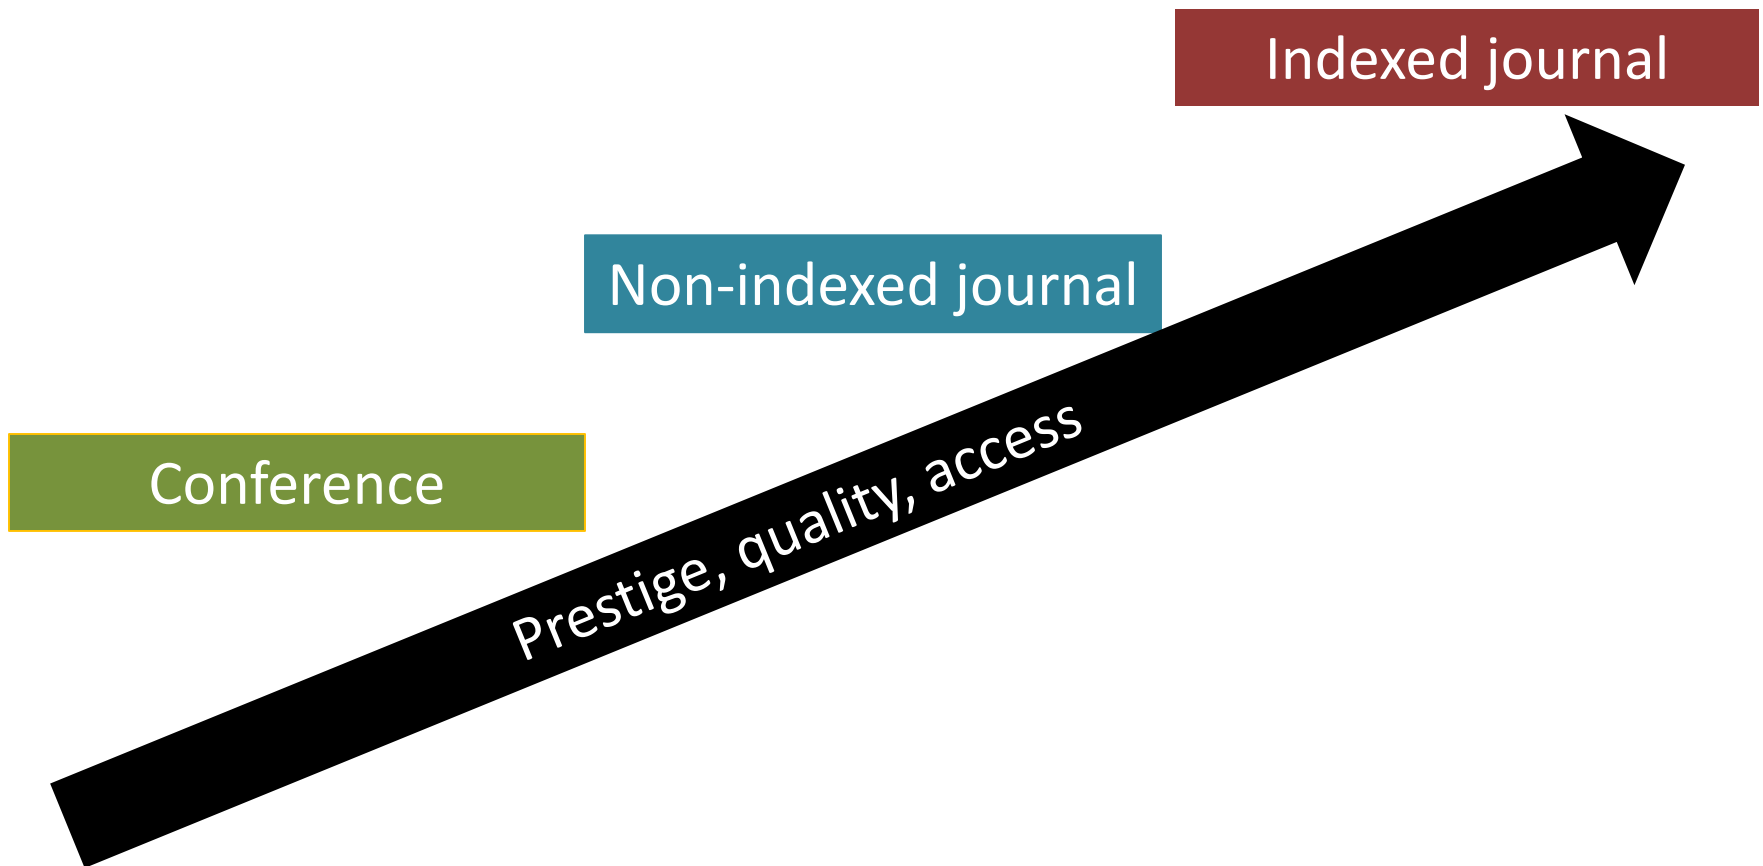 Indexed journal
Non-indexed journal
Conference
Prestige, quality, access